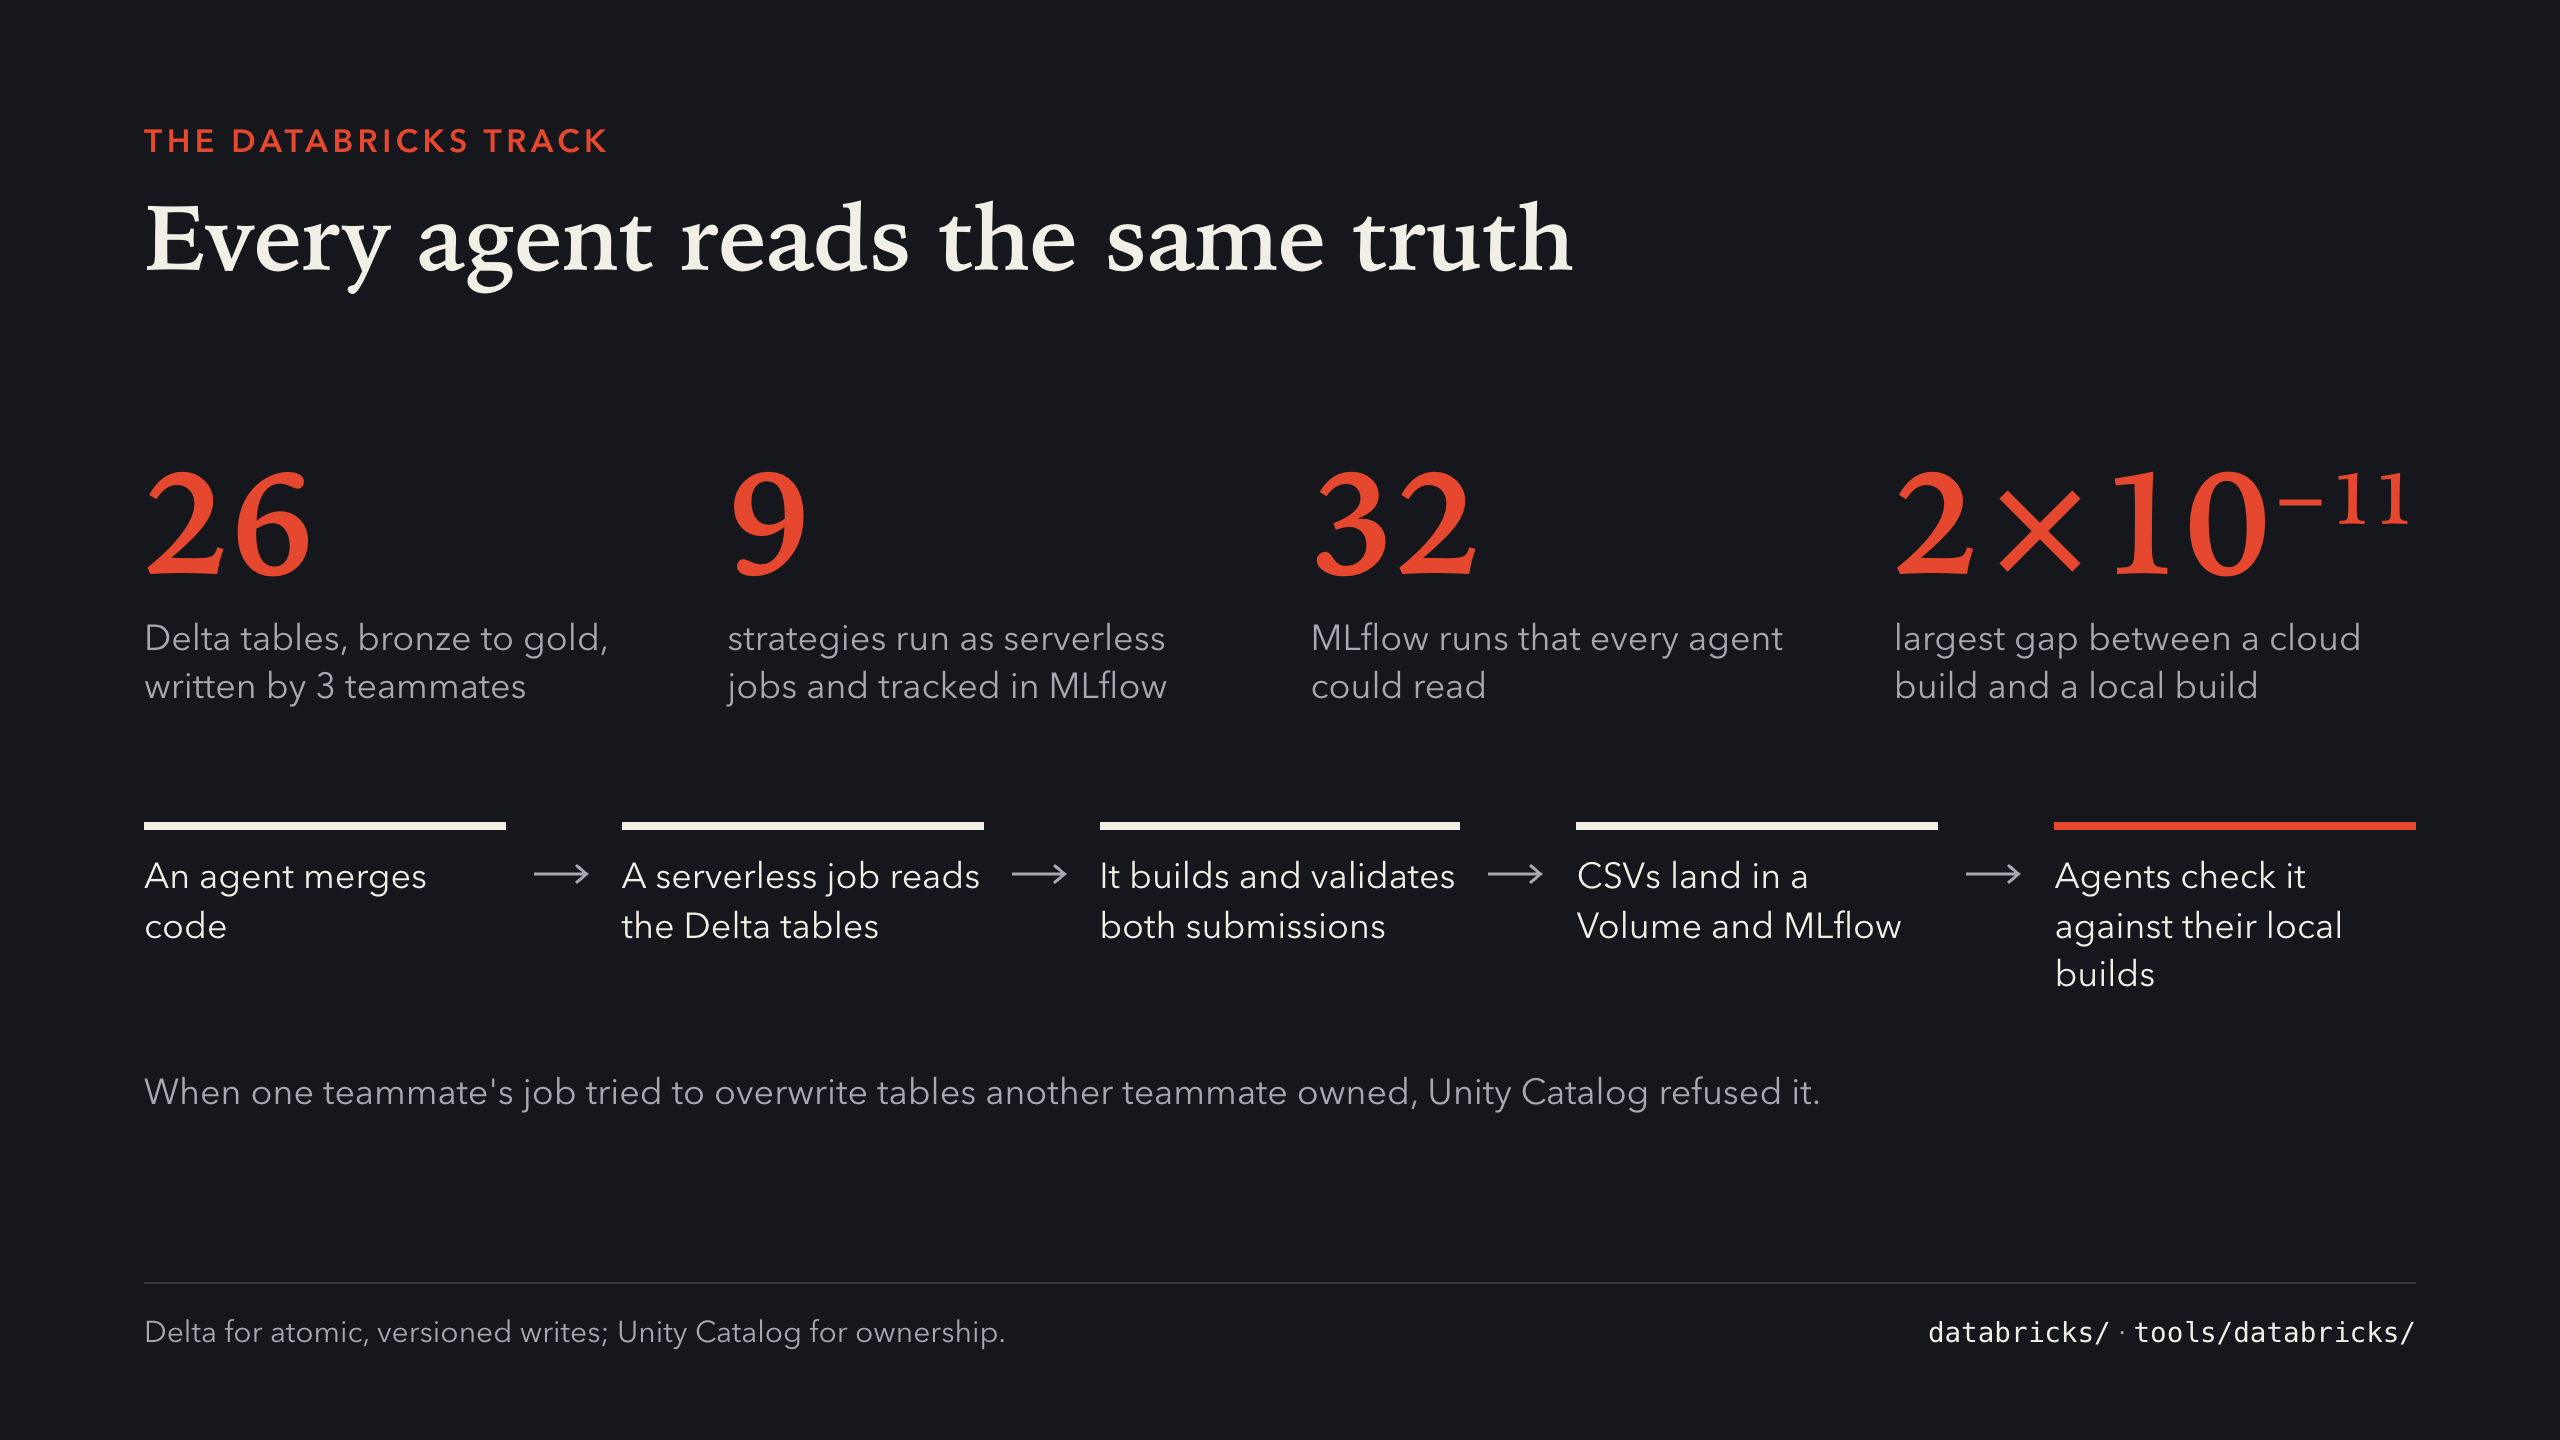 THE DATABRICKS TRACK
Every agent reads the same truth
26
Delta tables, bronze to gold,
written by 3 teammates
9
strategies run as serverless
jobs and tracked in MLflow
32
MLflow runs that every agent
could read
2×10⁻¹¹
largest gap between a cloud
build and a local build
An agent merges
code
→
A serverless job reads
the Delta tables
→
It builds and validates
both submissions
→
CSVs land in a
Volume and MLflow
→
Agents check it
against their local
builds
When one teammate's job tried to overwrite tables another teammate owned, Unity Catalog refused it.
Delta for atomic, versioned writes; Unity Catalog for ownership.
databricks/ · tools/databricks/